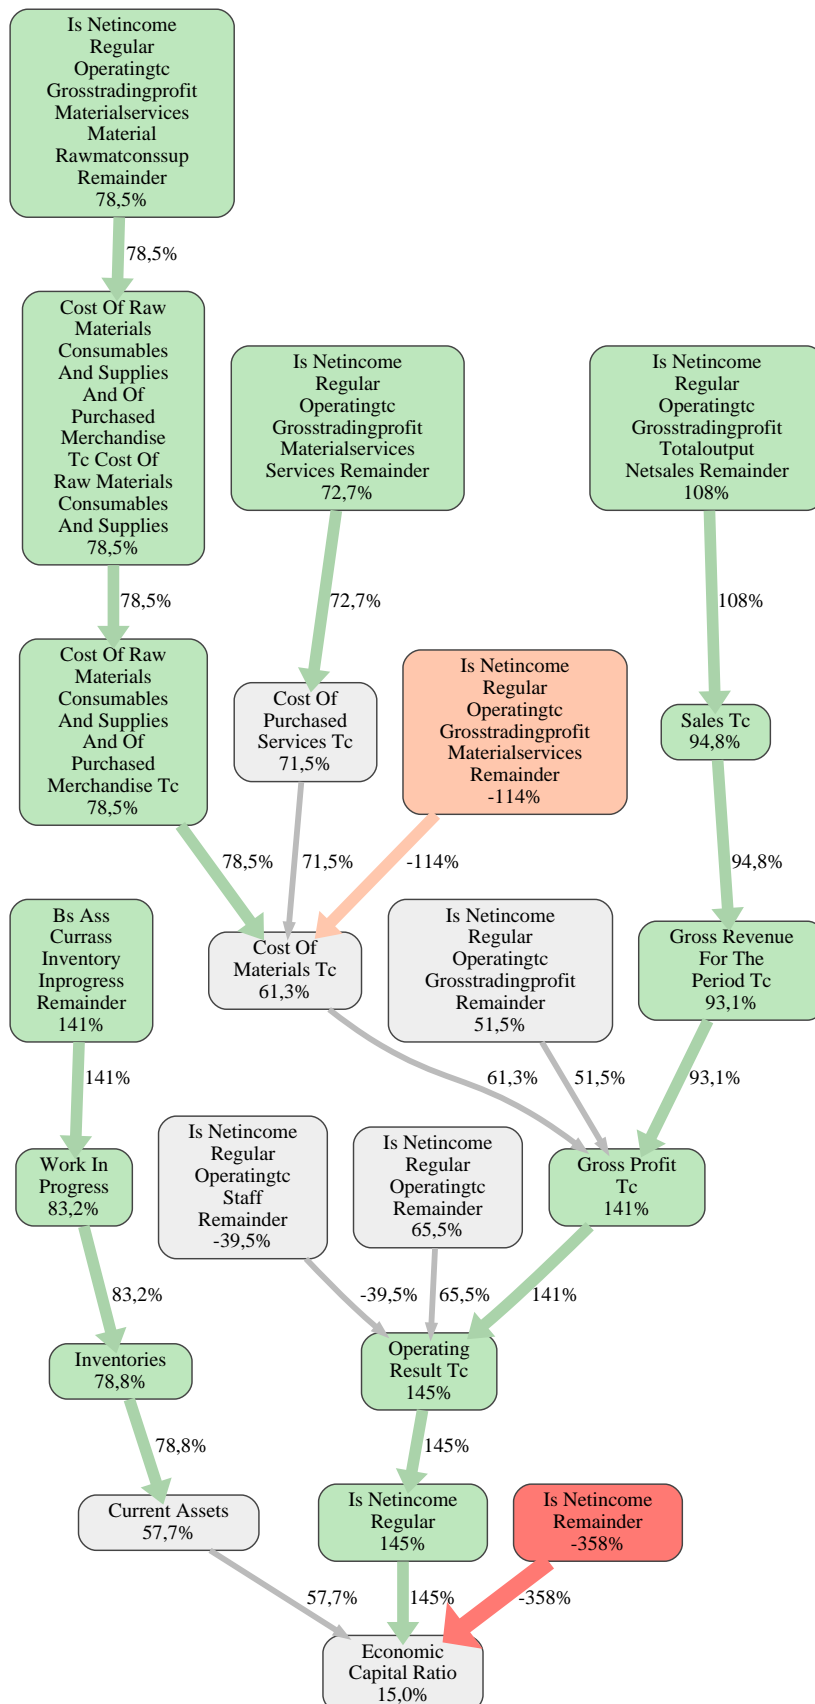 Is Netincome
Regular
Operatingtc
Grosstradingprofit
Materialservices
Material
Rawmatconssup
Remainder
78,5%
78,5%
Cost Of Raw
Materials
Consumables
And Supplies
And Of
Purchased
Merchandise
Tc Cost Of
Raw Materials
Consumables
And Supplies
78,5%
Is Netincome
Regular
Operatingtc
Grosstradingprofit
Materialservices
Services Remainder
72,7%
Is Netincome
Regular
Operatingtc
Grosstradingprofit
Totaloutput
Netsales Remainder
108%
78,5%
72,7%
108%
Cost Of Raw
Materials
Consumables
And Supplies
And Of
Purchased
Merchandise Tc
78,5%
Cost Of
Purchased
Services Tc
71,5%
Is Netincome
Regular
Operatingtc
Grosstradingprofit
Materialservices
Remainder
-114%
Sales Tc
94,8%
78,5%
71,5%
-114%
94,8%
Bs Ass
Currass
Inventory
Inprogress
Remainder
141%
Cost Of
Materials Tc
61,3%
Is Netincome
Regular
Operatingtc
Grosstradingprofit
Remainder
51,5%
Gross Revenue
For The
Period Tc
93,1%
141%
61,3%
51,5%
93,1%
Work In
Progress
83,2%
Is Netincome
Regular
Operatingtc
Staff
Remainder
-39,5%
Is Netincome
Regular
Operatingtc
Remainder
65,5%
Gross Profit
Tc
141%
83,2%
-39,5%
65,5%
141%
Inventories
78,8%
Operating
Result Tc
145%
78,8%
145%
Current Assets
57,7%
Is Netincome
Regular
145%
Is Netincome
Remainder
-358%
57,7%
145%
-358%
Economic
Capital Ratio
15,0%